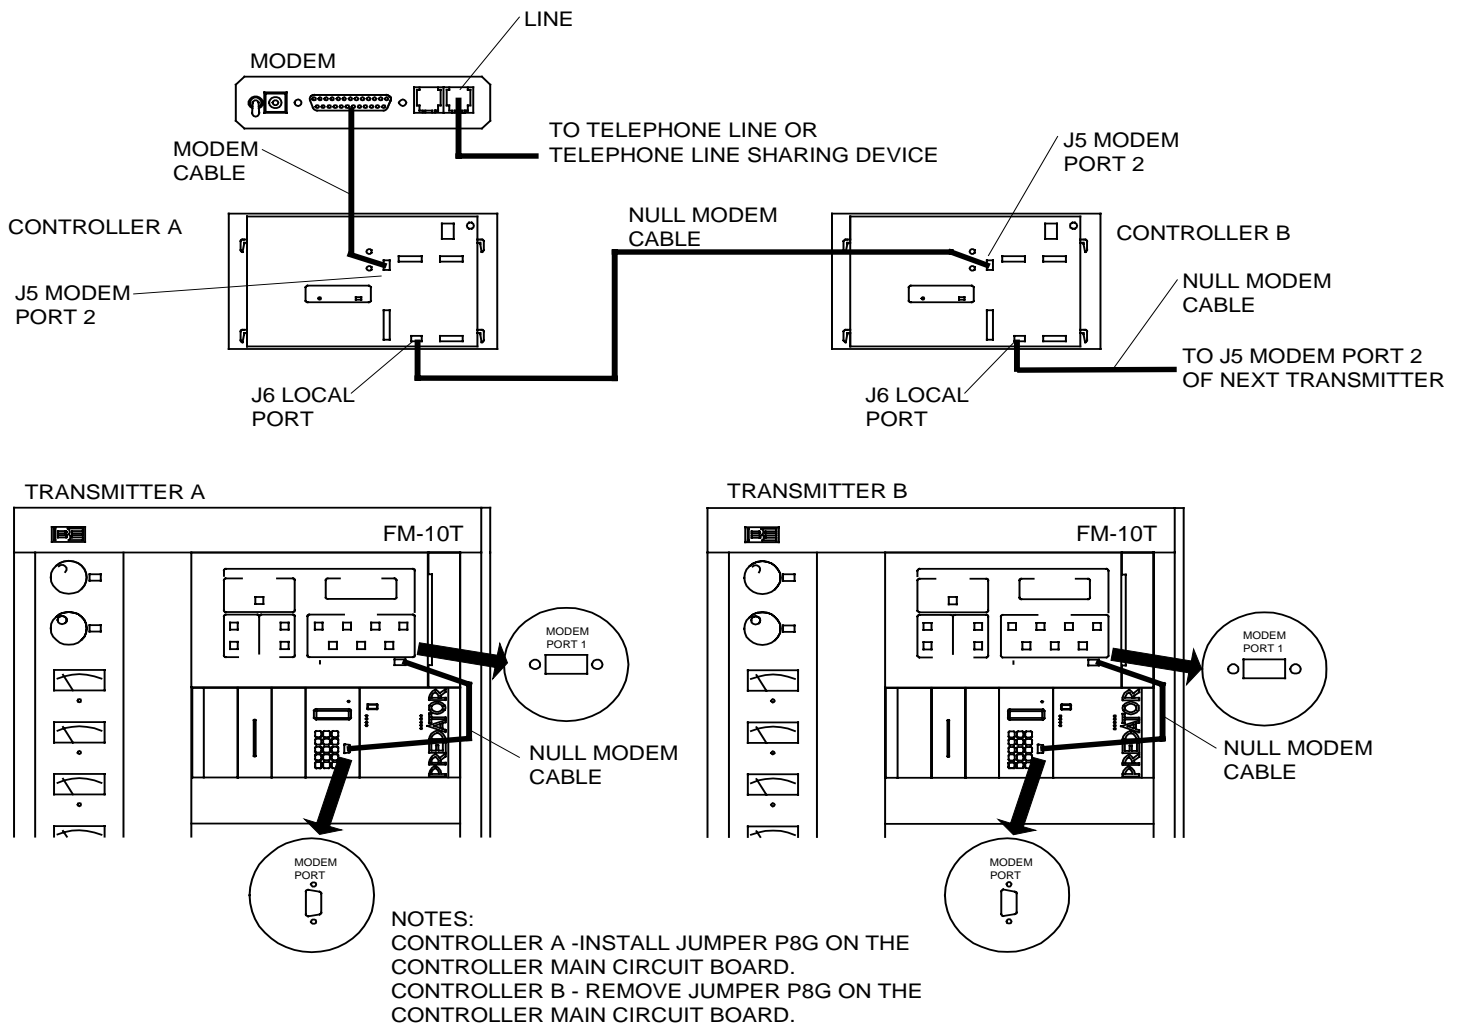 LINE
MODEM
TO TELEPHONE LINE OR
TELEPHONE LINE SHARING DEVICE
MODEM
CABLE
J5 MODEM
PORT 2
CONTROLLER A
NULL MODEM
CABLE
CONTROLLER B
J5 MODEM
PORT 2
NULL MODEM
CABLE
TO J5 MODEM PORT 2
OF NEXT TRANSMITTER
J6 LOCAL
PORT
J6 LOCAL
PORT
TRANSMITTER A
TRANSMITTER B
BE
FM-10T
BE
FM-10T
MODEM
PORT 1
MODEM
PORT 1
PREDATOR
PREDATOR
NULL MODEM
CABLE
NULL MODEM
CABLE
MODEM
PORT
MODEM
PORT
NOTES:
CONTROLLER A -INSTALL JUMPER P8G ON THE
CONTROLLER MAIN CIRCUIT BOARD.
CONTROLLER B - REMOVE JUMPER P8G ON THE
CONTROLLER MAIN CIRCUIT BOARD.